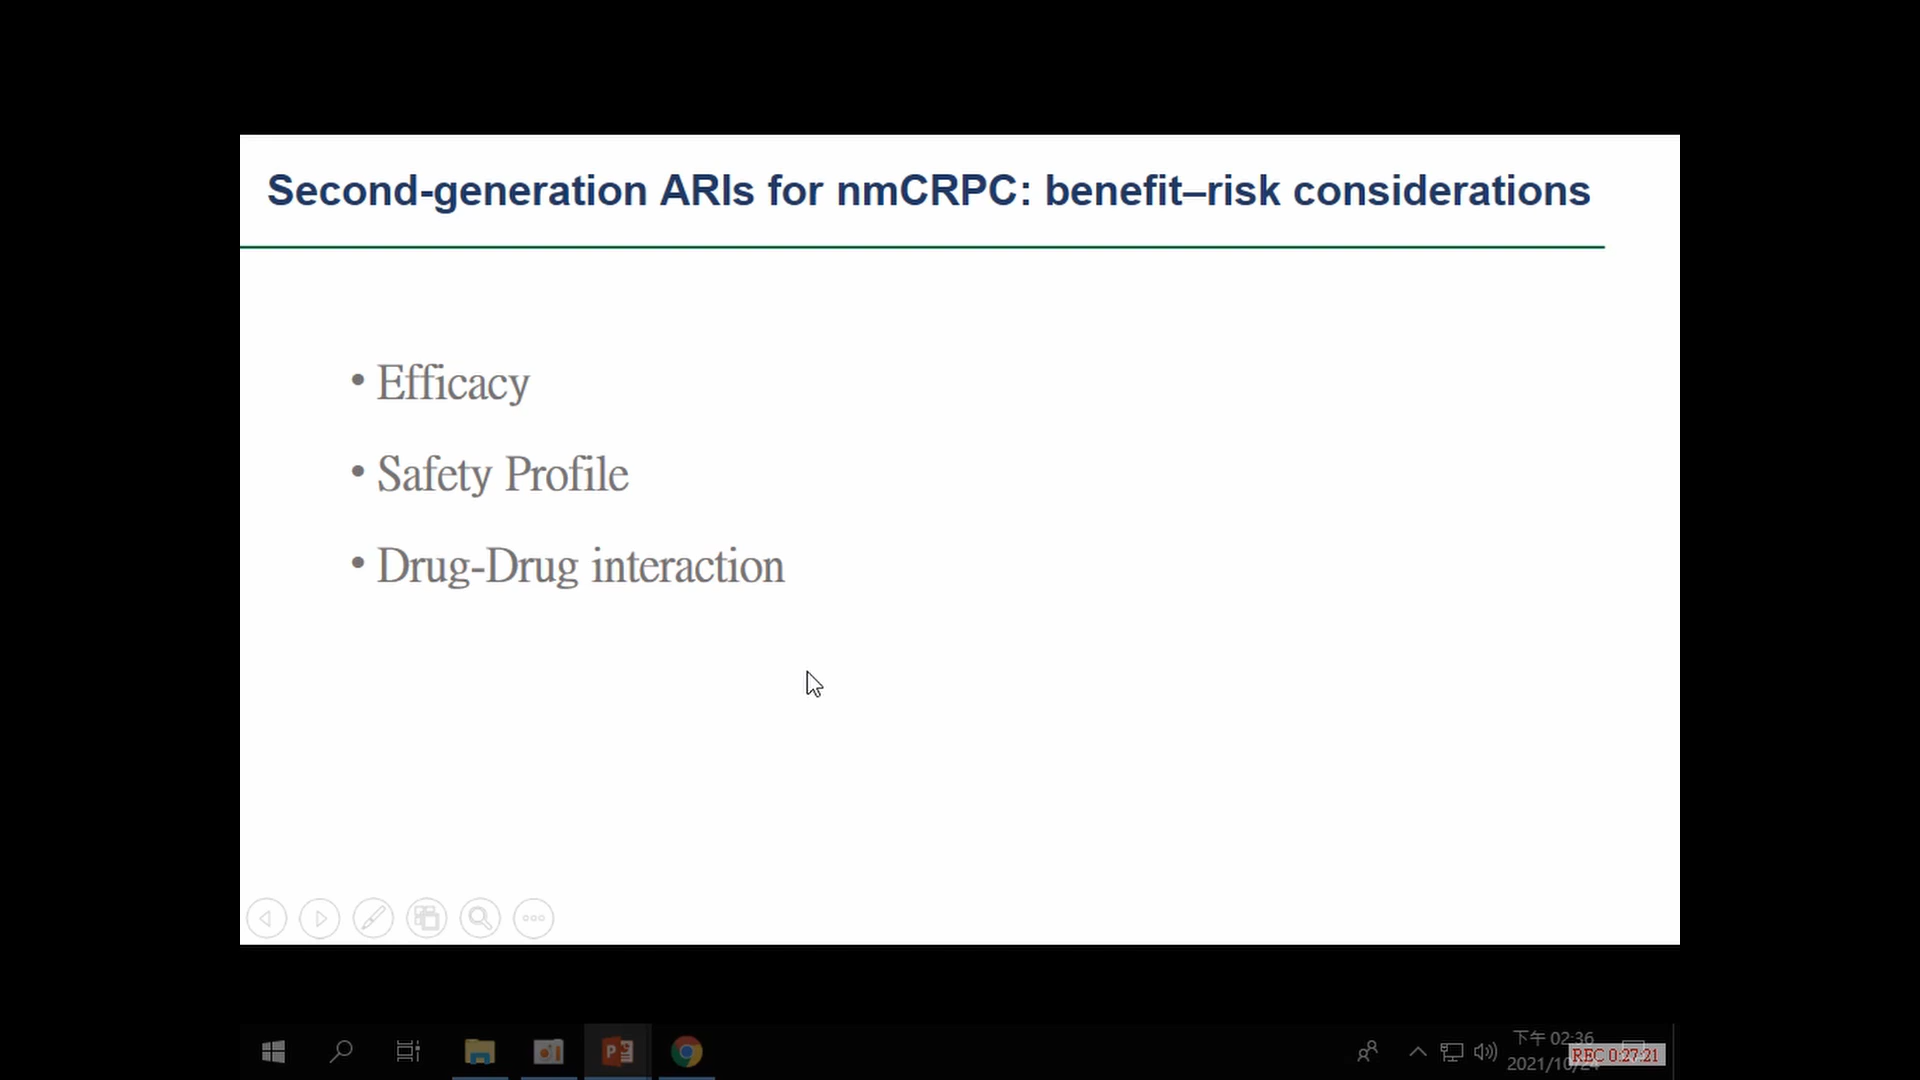 Second-generation ARIs for nmCRPC: benefit–risk considerations
• Efficacy
• Safety Profile
• Drug-Drug interaction
下午 02:36
2021/10/24
REC 0:27:21